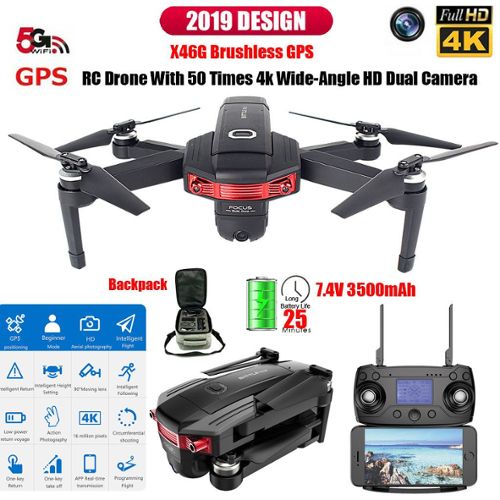 5G
WiFi
GPS
2019 DESIGN
X46G Brushless GPS
RC Drone With 50 Times 4k Wide-Angle HD Dual Camera
Full HD
4K
FOCUS
Backpack
Long
Battery Life
25
Minutes
7.4V 3500mAh
GPS
positioning
Beginner
Mode
HD
Aerial photography
Intelligent
Flight
Intelligent Return
Intelligent Height
Setting
90°Moving lens
Intelligent
Following
Low power
return voyage
Action
Photography
4K
16 million pixels
Circumferential
shooting
One-key
Return
One-key
take off
APP Real-time
transmission
Programming
Flight